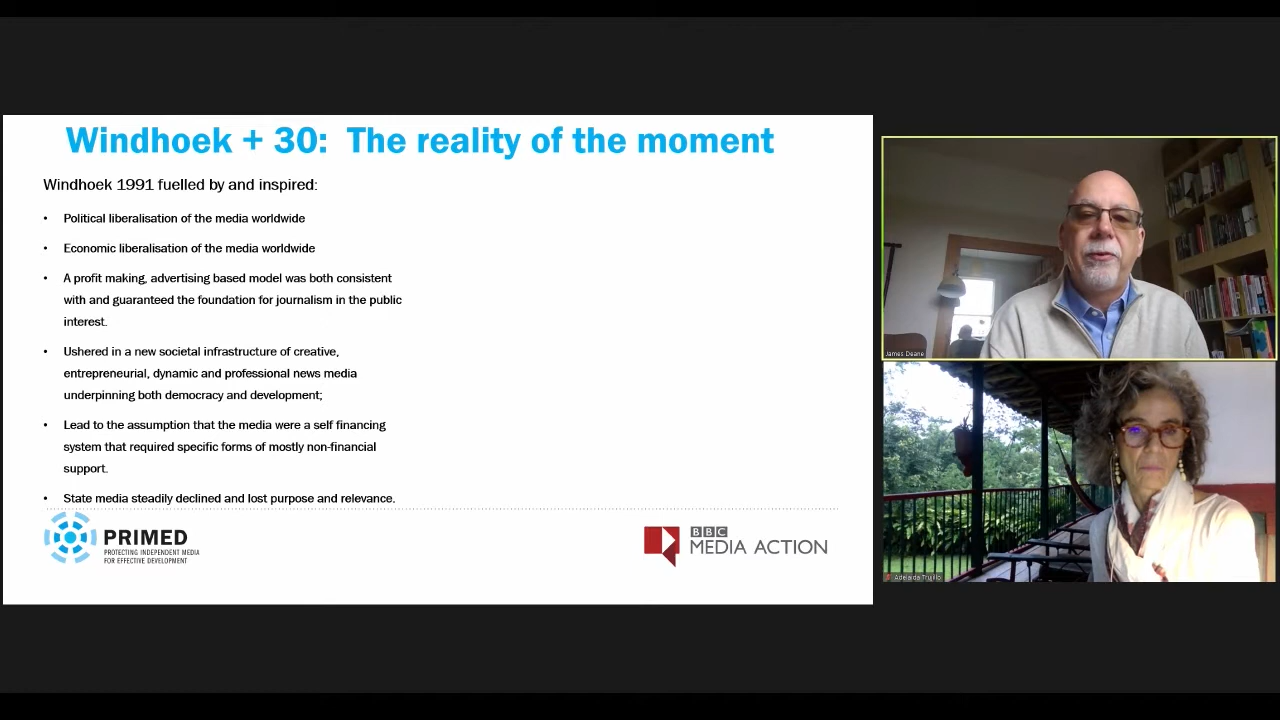 Windhoek + 30: The reality of the moment
Windhoek 1991 fuelled by and inspired:
• Political liberalisation of the media worldwide
• Economic liberalisation of the media worldwide
• A profit making, advertising based model was both consistent
with and guaranteed the foundation for journalism in the public
interest.
• Ushered in a new societal infrastructure of creative,
entrepreneurial, dynamic and professional news media
underpinning both democracy and development;
• Lead to the assumption that the media were a self financing
system that required specific forms of mostly non-financial
support.
• State media steadily declined and lost purpose and relevance.
PRIMED
PROTECTING INDEPENDENT MEDIA
FOR EFFECTIVE DEVELOPMENT
BBC
MEDIA ACTION
James Deane
Adelaida Trujillo